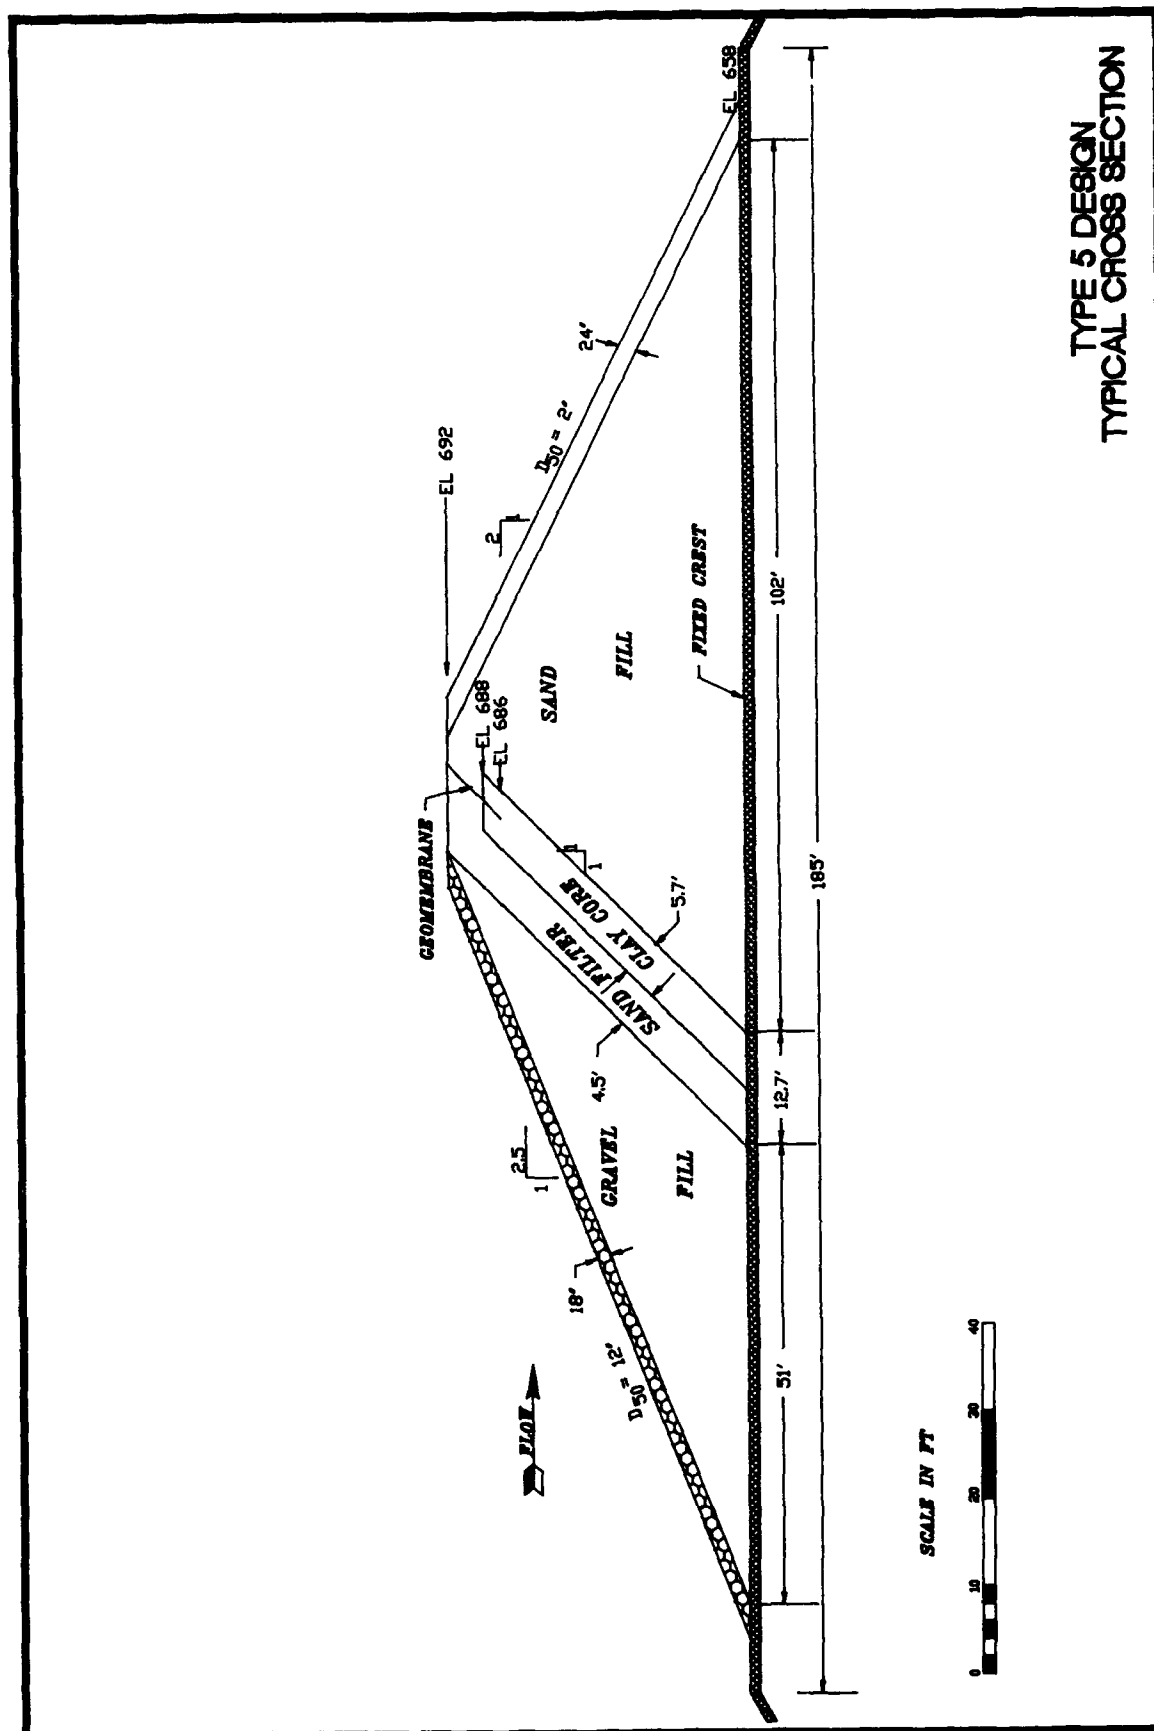 EL 692
GEOMEMBRANE
EL 688
EL 686
2
1
D50 = 2'
24'
EL 658
FLOW
2.5
1
18"
D50 = 12'
GRAVEL
FILL
4.5'
SAND FILTER
CLAY CORE
1
1
5.7'
SAND
FILL
FIXED CREST
51'
12.7'
102'
185'
SCALE IN FT
0 10 20 30 40
TYPE 5 DESIGN
TYPICAL CROSS SECTION